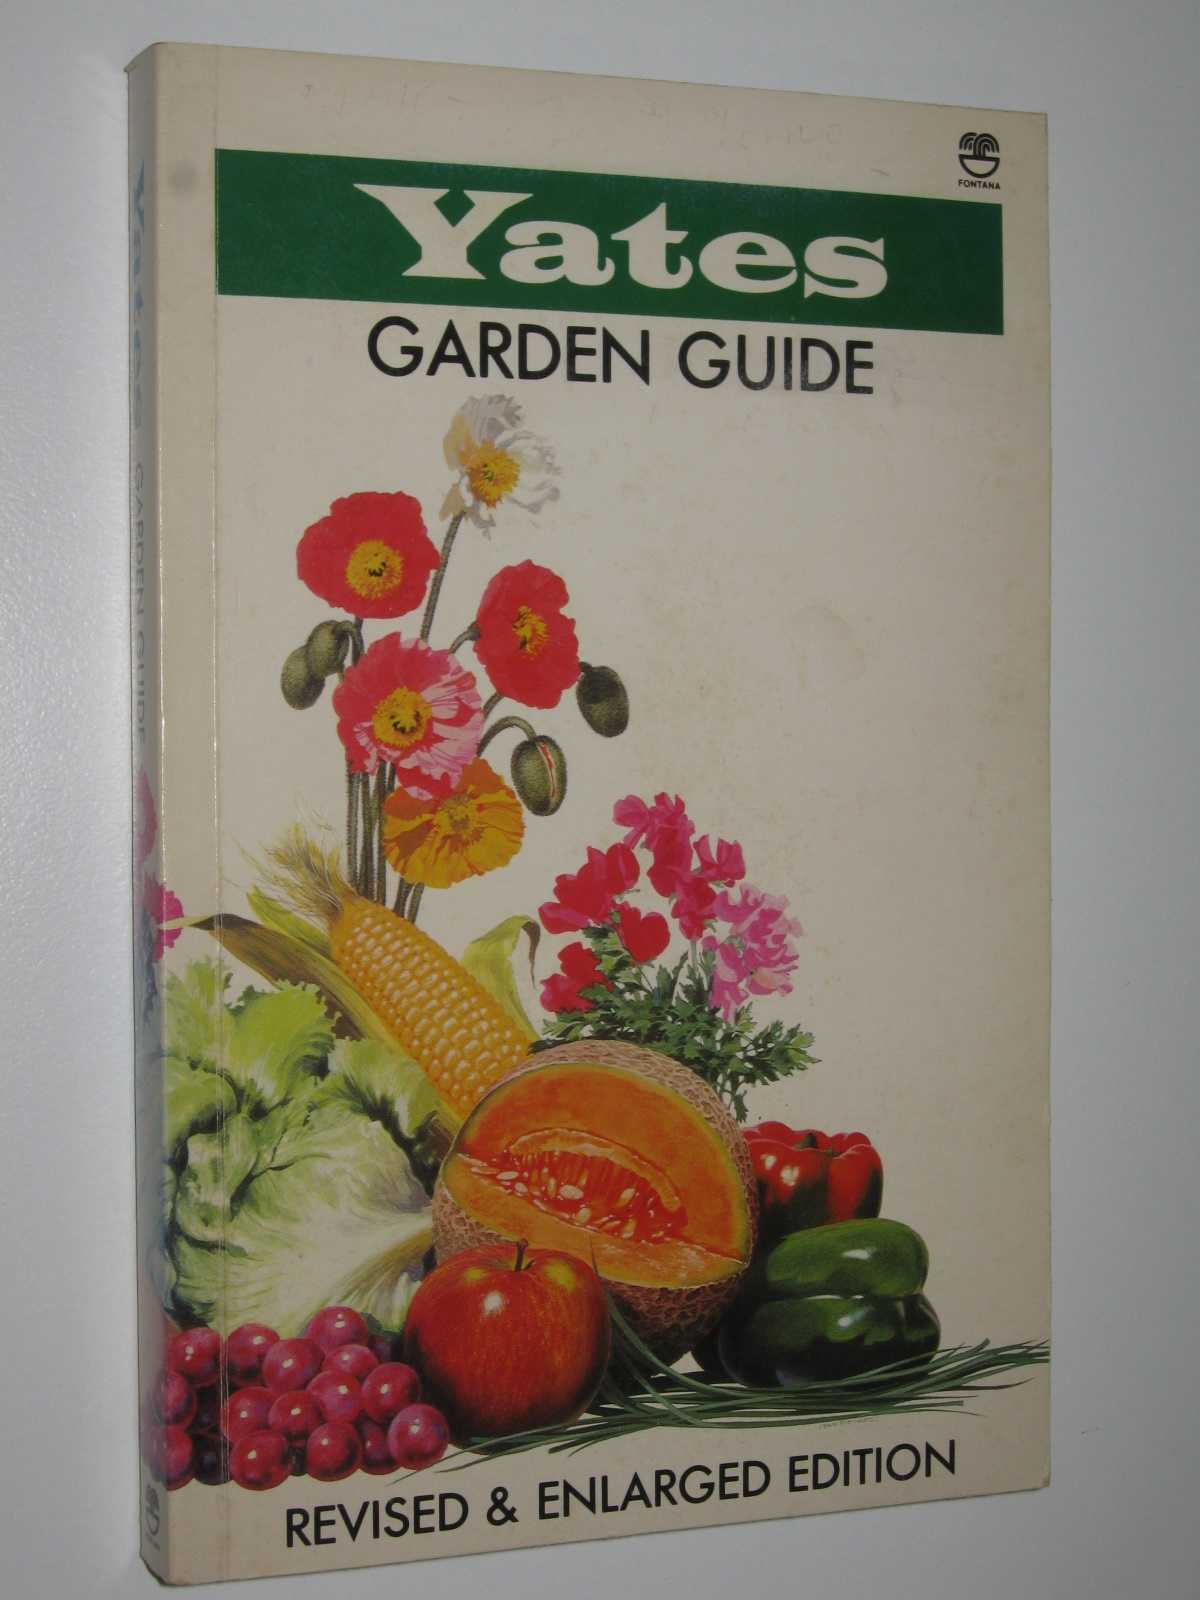 FONTANA
Yates
GARDEN GUIDE
REVISED & ENLARGED EDITION
Yates GARDEN GUIDE